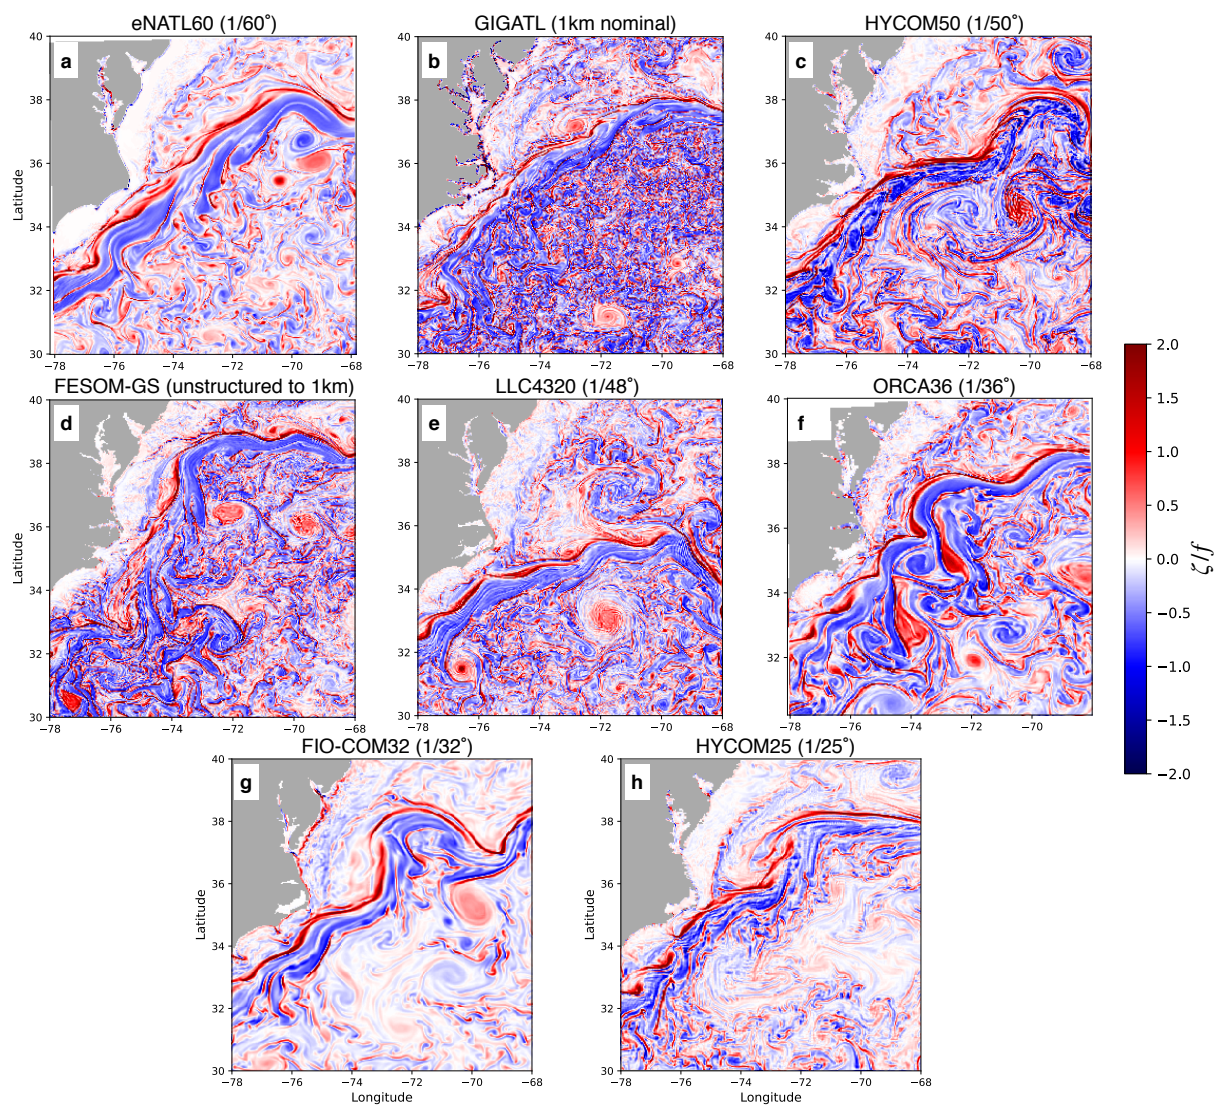 eNATL60 (1/60°)
GIGATL (1km nominal)
HYCOM50 (1/50°)
a
b
c
40
38
36
34
32
30
Latitude
−78 −76 −74 −72 −70 −68
40
38
36
34
32
30
−78 −76 −74 −72 −70 −68
40
38
36
34
32
30
−78 −76 −74 −72 −70 −68
FESOM-GS (unstructured to 1km)
LLC4320 (1/48°)
ORCA36 (1/36°)
d
e
f
40
38
36
34
32
30
Latitude
−78 −76 −74 −72 −70 −68
40
38
36
34
32
30
−78 −76 −74 −72 −70 −68
40
38
36
34
32
−78 −76 −74 −72 −70
FIO-COM32 (1/32°)
HYCOM25 (1/25°)
g
h
40
38
36
34
32
30
Latitude
−78 −76 −74 −72 −70 −68
Longitude
40
38
36
34
32
30
Latitude
−78 −76 −74 −72 −70 −68
Longitude
2.0
1.5
1.0
0.5
0.0
−0.5
−1.0
−1.5
−2.0
ζ/f